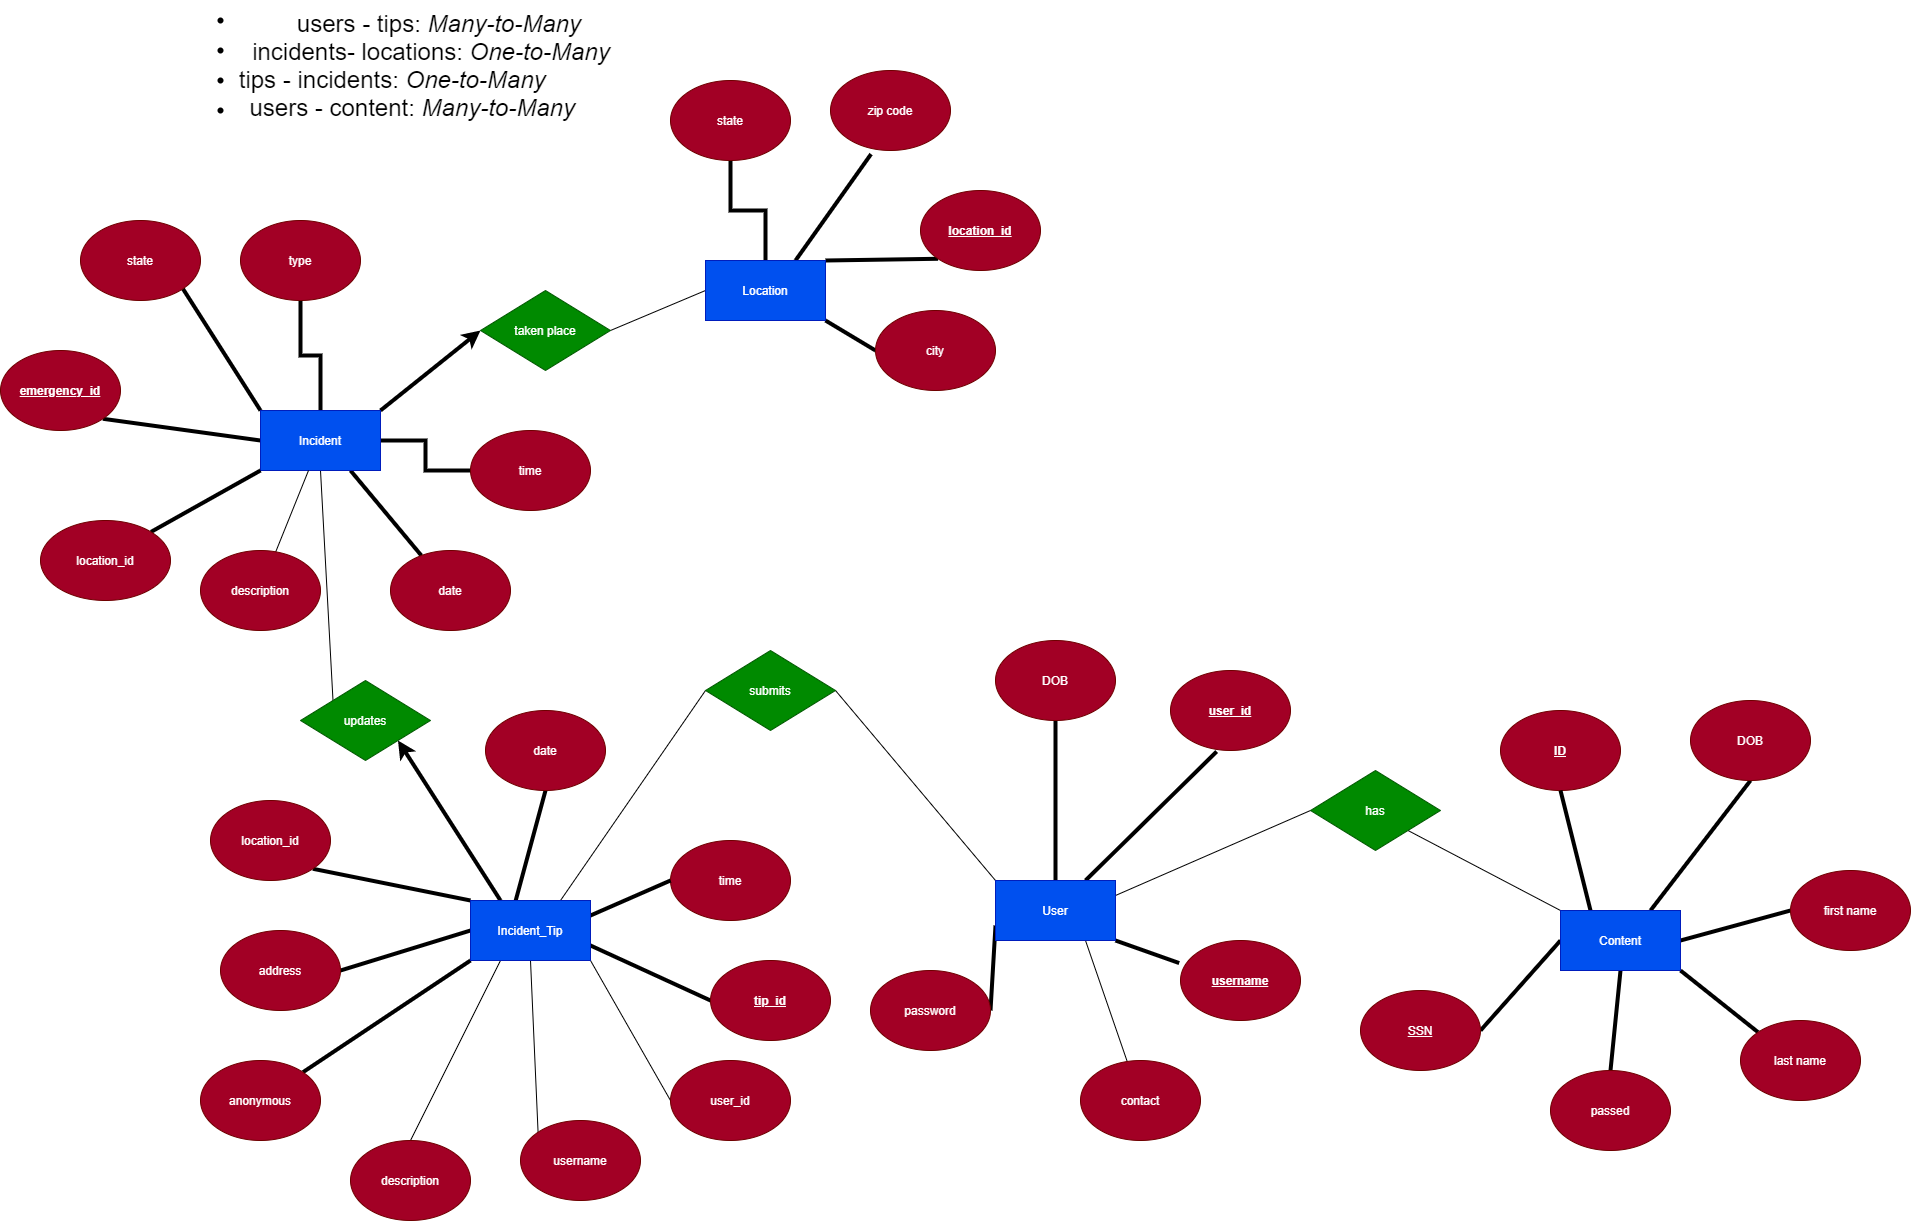 • users - tips: Many-to-Many
• incidents- locations: One-to-Many
• tips - incidents: One-to-Many
• users - content: Many-to-Many
state
zip code
location_id
Location
city
state
type
taken place
emergency_id
Incident
time
location_id
description
date
updates
submits
date
location_id
time
address
Incident_Tip
tip_id
anonymous
user_id
username
description
DOB
user_id
has
User
username
password
contact
ID
DOB
first name
Content
SSN
last name
passed